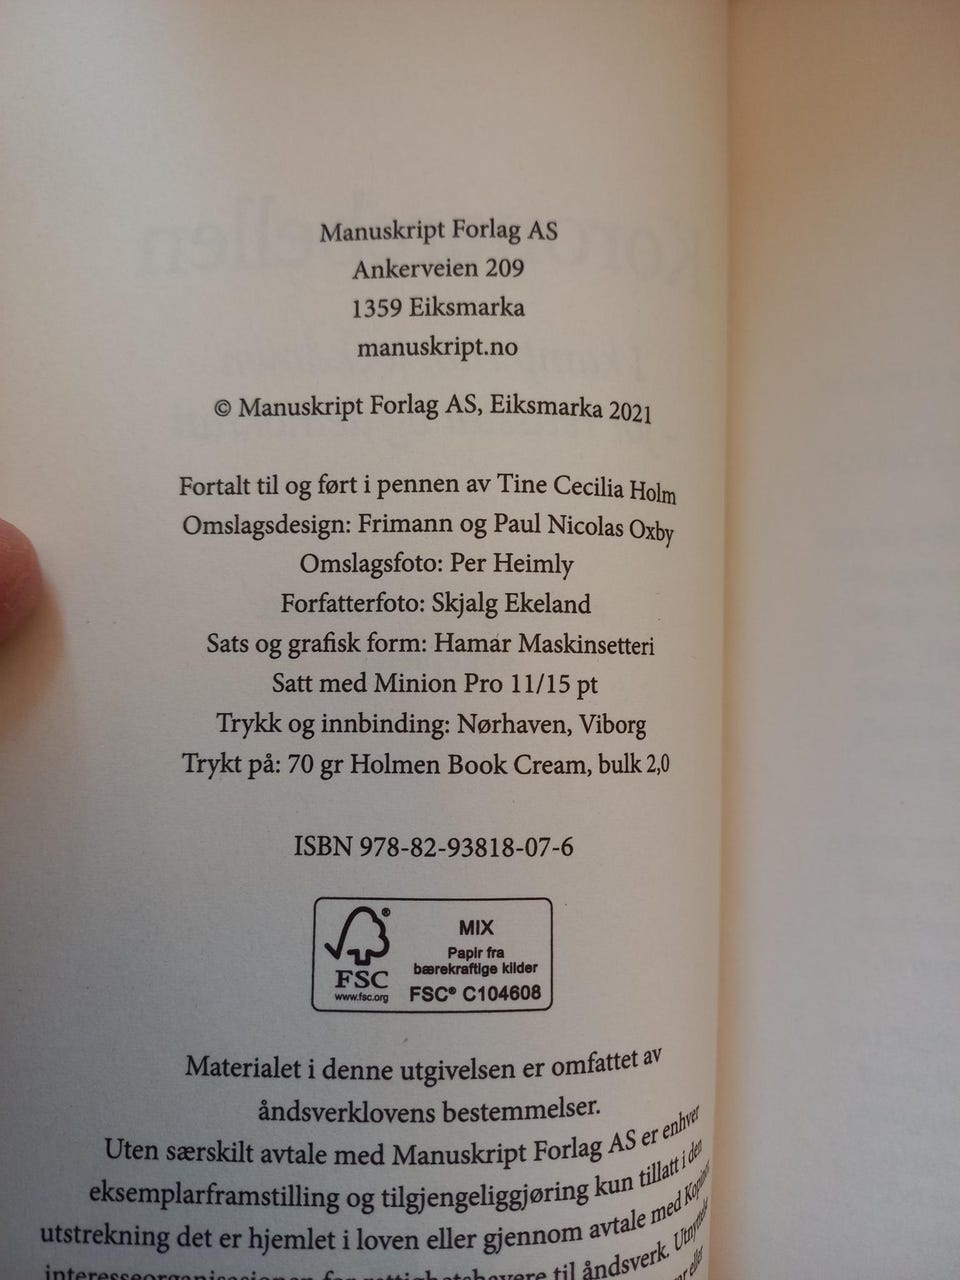 Manuskript Forlag AS
Ankerveien 209
1359 Eiksmarka
manuskript.no
© Manuskript Forlag AS, Eiksmarka 2021
Fortalt til og ført i pennen av Tine Cecilia Holm
Omslagsdesign: Frimann og Paul Nicolas Oxby
Omslagsfoto: Per Heimly
Forfatterfoto: Skjalg Ekeland
Sats og grafisk form: Hamar Maskinsetteri
Satt med Minion Pro 11/15 pt
Trykk og innbinding: Nørhaven, Viborg
Trykt på: 70 gr Holmen Book Cream, bulk 2,0
ISBN 978-82-93818-07-6
FSC®
www.fsc.org
MIX
Papir fra
bærekraftige kilder
FSC® C104608
Materialet i denne utgivelsen er omfattet av
åndsverklovens bestemmelser.
Uten særskilt avtale med Manuskript Forlag AS er enhver
eksemplarframstilling og tilgjengeliggjøring kun tillatt i den
utstrekning det er hjemlet i loven eller gjennom avtale med
til åndsverk.